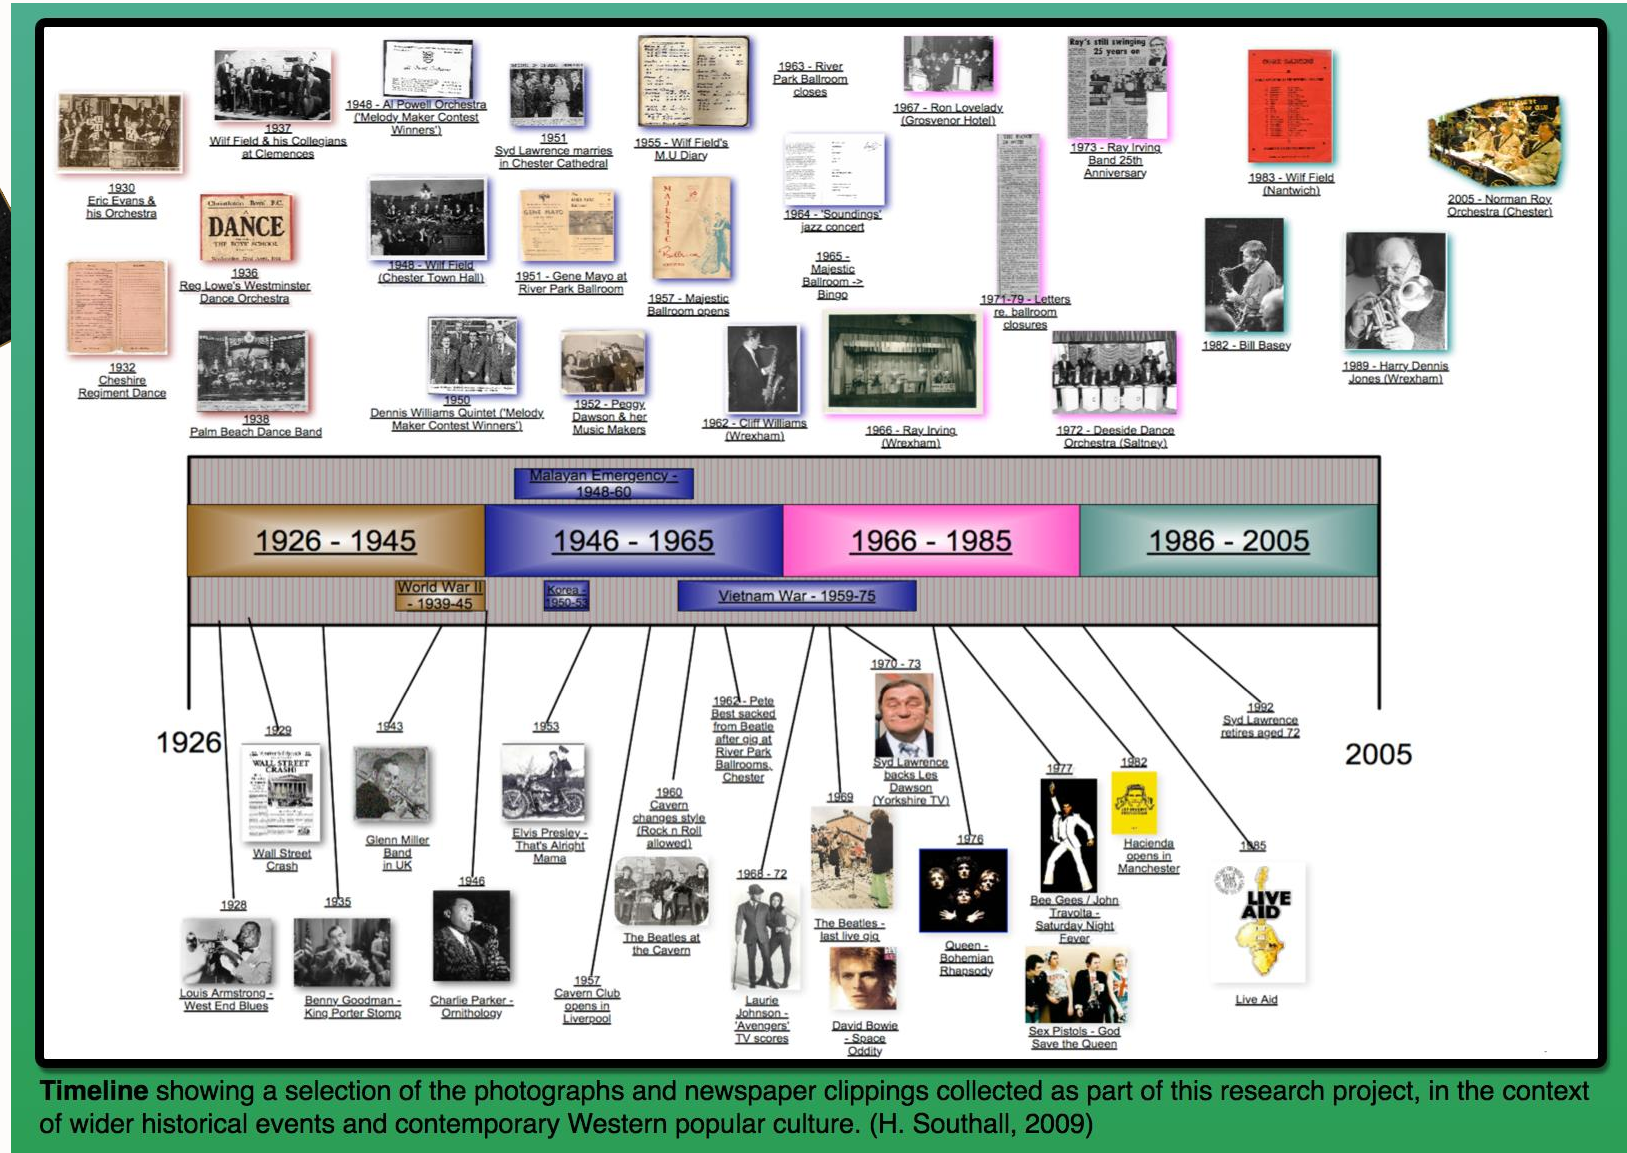 1930
Eric Evans &
his Orchestra
1937
Wilf Field & his Collegians
at Clemences
1948 - Al Powell Orchestra
('Melody Maker Contest
Winners')
1951
Syd Lawrence marries
in Chester Cathedral
1955 - Wilf Field's
M.U Diary
1963 - River
Park Ballroom
closes
1967 - Ron Lovelady
(Grosvenor Hotel)
Ray's still swinging
25 years on
1973 - Ray Irving
Band 25th
Anniversary
1983 - Wilf Field
(Nantwich)
2005 - Norman Roy
Orchestra (Chester)
DANCE
THE BOYS' SCHOOL
1936
Reg Lowe's Westminster
Dance Orchestra
1948 - Wilf Field
(Chester Town Hall)
GENE MAYO
1951 - Gene Mayo at
River Park Ballroom
MAJESTIC
Ballroom
1957 - Majestic
Ballroom opens
1964 - 'Soundings'
jazz concert
1965 -
Majestic
Ballroom ->
Bingo
1971-79 - Letters
re. ballroom
closures
1982 - Bill Basey
1989 - Harry Dennis
Jones (Wrexham)
1932
Cheshire
Regiment Dance
1938
Palm Beach Dance Band
1950
Dennis Williams Quintet ('Melody
Maker Contest Winners')
1952 - Peggy
Dawson & her
Music Makers
1962 - Cliff Williams
(Wrexham)
1966 - Ray Irving
(Wrexham)
1972 - Deeside Dance
Orchestra (Saltney)
Malayan Emergency -
1948-60
1926 - 1945
1946 - 1965
1966 - 1985
1986 - 2005
World War II
- 1939-45
Korea -
1950-53
Vietnam War - 1959-75
1926
2005
1929
WALL STREET
CRASH!
Wall Street
Crash
1943
Glenn Miller
Band
in UK
1953
Elvis Presley -
That's Alright
Mama
1962 - Pete
Best sacked
from Beatle
after gig at
River Park
Ballrooms,
Chester
1970 - 73
Syd Lawrence
backs Les
Dawson
(Yorkshire TV)
1992
Syd Lawrence
retires aged 72
1960
Cavern
changes style
(Rock n Roll
allowed)
The Beatles at
the Cavern
1969
The Beatles -
last live gig
David Bowie
- Space
Oddity
1977
Bee Gees / John
Travolta -
Saturday Night
Fever
Sex Pistols - God
Save the Queen
1982
Hacienda
opens in
Manchester
1976
Queen -
Bohemian
Rhapsody
1985
LIVE
AID
Live Aid
1928
Louis Armstrong -
West End Blues
1935
Benny Goodman -
King Porter Stomp
1946
Charlie Parker -
Ornithology
1957
Cavern Club
opens in
Liverpool
1968 - 72
Laurie
Johnson -
'Avengers'
TV scores
Timeline showing a selection of the photographs and newspaper clippings collected as part of this research project, in the context
of wider historical events and contemporary Western popular culture. (H. Southall, 2009)